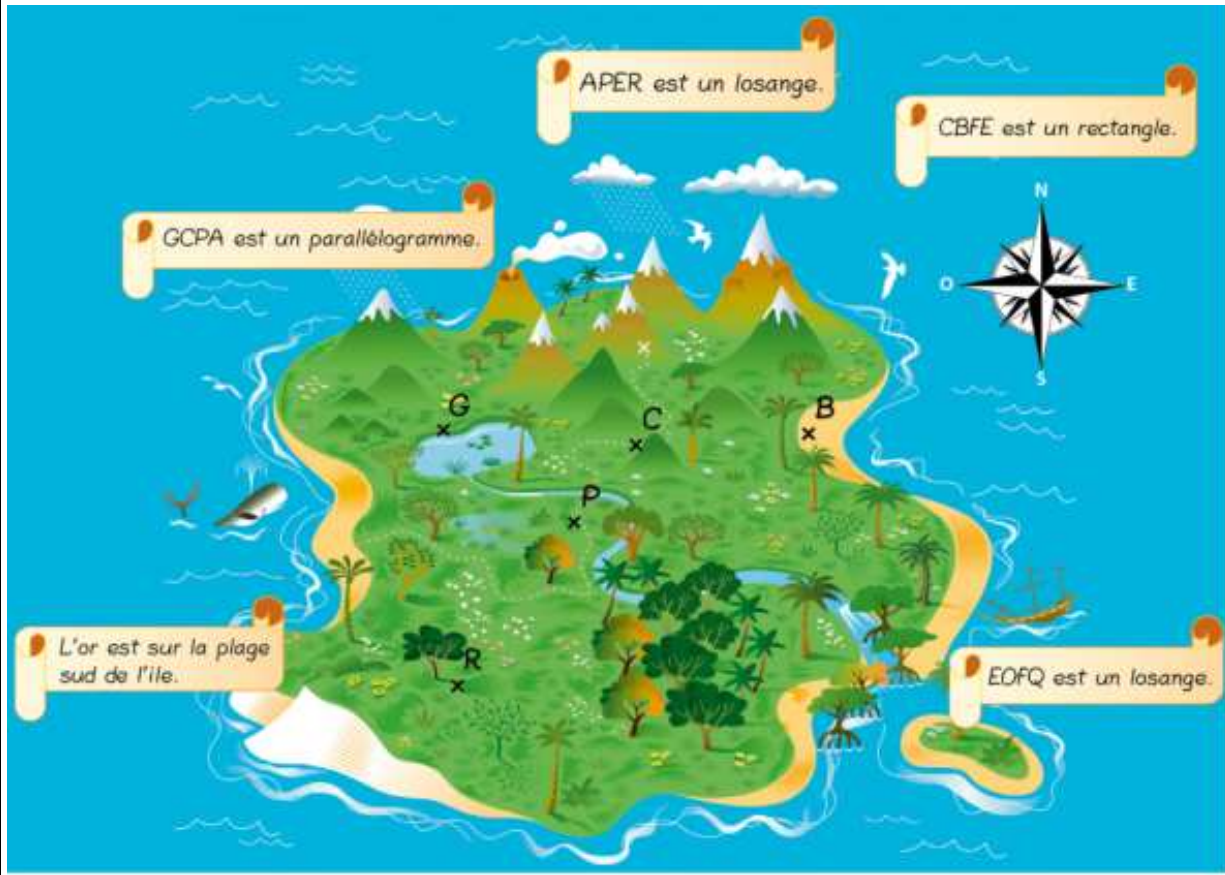 APER est un losange.
CBFE est un rectangle.
N
GCPA est un parallélogramme.
O
E
S
G
C
B
P
L'or est sur la plage
sud de l'ile.
R
EOFQ est un losange.